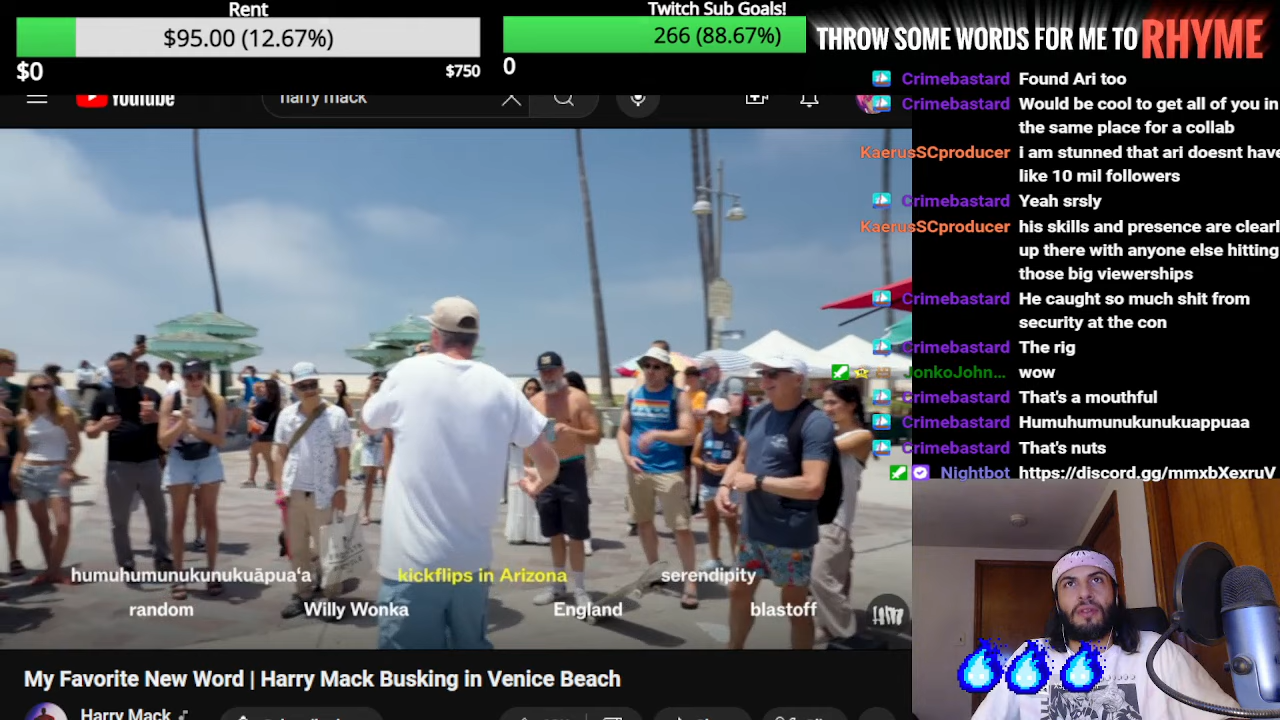 Rent
$95.00 (12.67%)
$0
$750
Twitch Sub Goals!
266 (88.67%)
0
THROW SOME WORDS FOR ME TO RHYME
YouTube
harry mack
Crimebastard Found Ari too
Crimebastard Would be cool to get all of you in
the same place for a collab
KaerusSCproducer i am stunned that ari doesnt have
like 10 mil followers
Crimebastard Yeah srsly
KaerusSCproducer his skills and presence are clearl
up there with anyone else hitting
those big viewerships
Crimebastard He caught so much shit from
security at the con
Crimebastard The rig
JonkoJohn... wow
Crimebastard That's a mouthful
Crimebastard Humuhumunukunukuappuaa
Crimebastard That's nuts
Nightbot https://discord.gg/mmxbXexruV
humuhumunukunukuāpuaʻa
kickflips in Arizona
serendipity
random
Willy Wonka
England
blastoff
My Favorite New Word | Harry Mack Busking in Venice Beach
Harry Mack